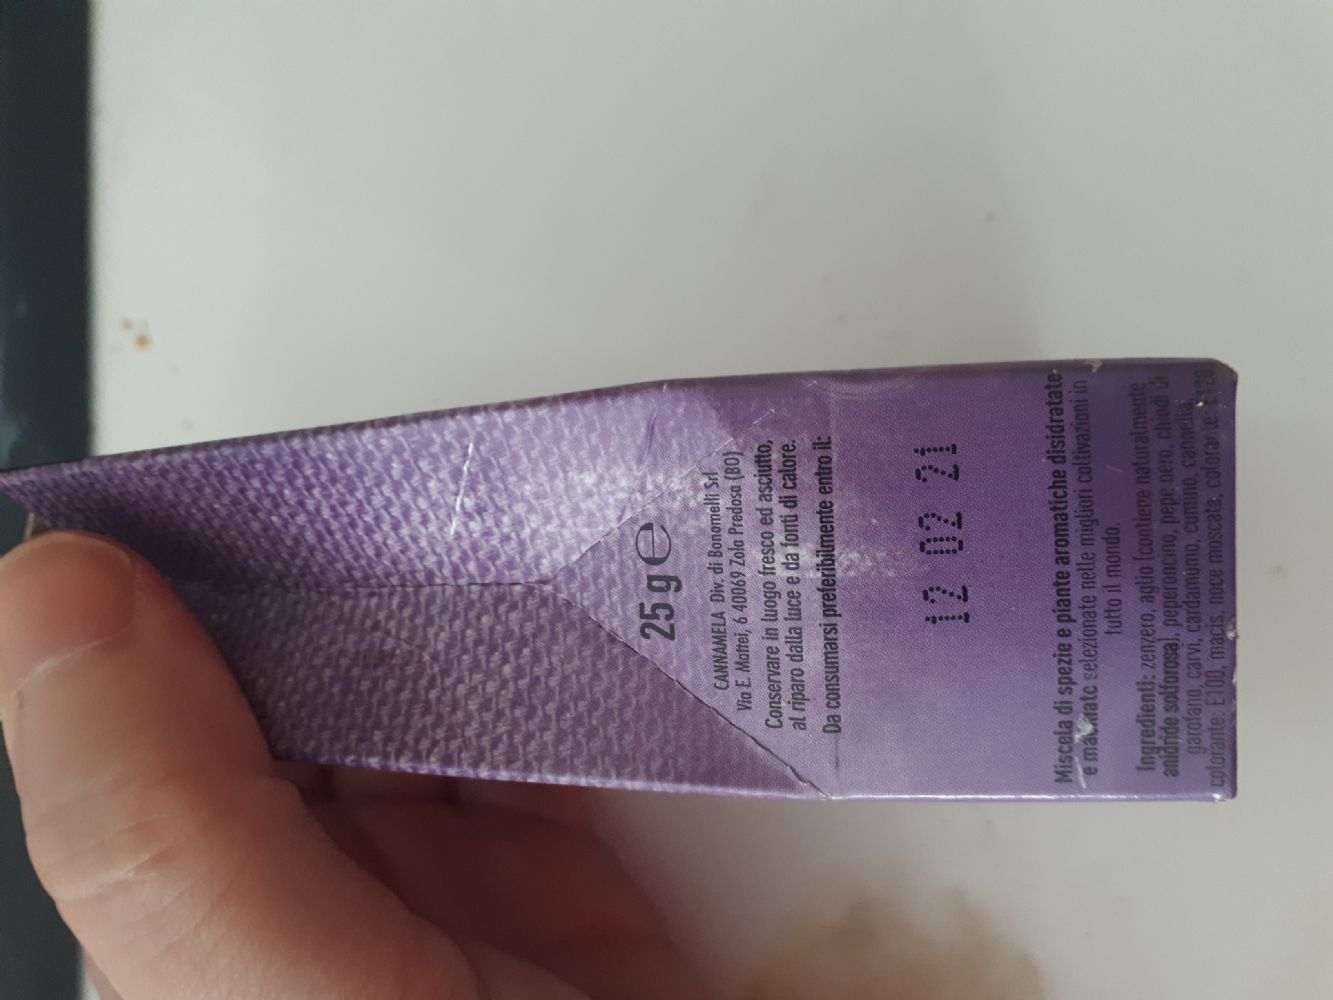 25 g e
CANNAMELA Div. di Bonomelli Srl
Via E. Mattei, 6 40069 Zola Predosa (BO)
Conservare in luogo fresco ed asciutto,
al riparo dalla luce e da fonti di calore.
Da consumarsi preferibilmente entro il:
12 02 21
Miscela di spezie e piante aromatiche disidratate
e macinate selezionate nelle migliori coltivazioni in
tutto il mondo.
Ingredienti: zenzero, aglio (contiene naturalmente
anidride solforosa), peperoncino, pepe nero, chiodi di
garofano, carvi, cardamomo, cumino, cannella,
colorante: E100, macis, noce moscata, colorante: E120